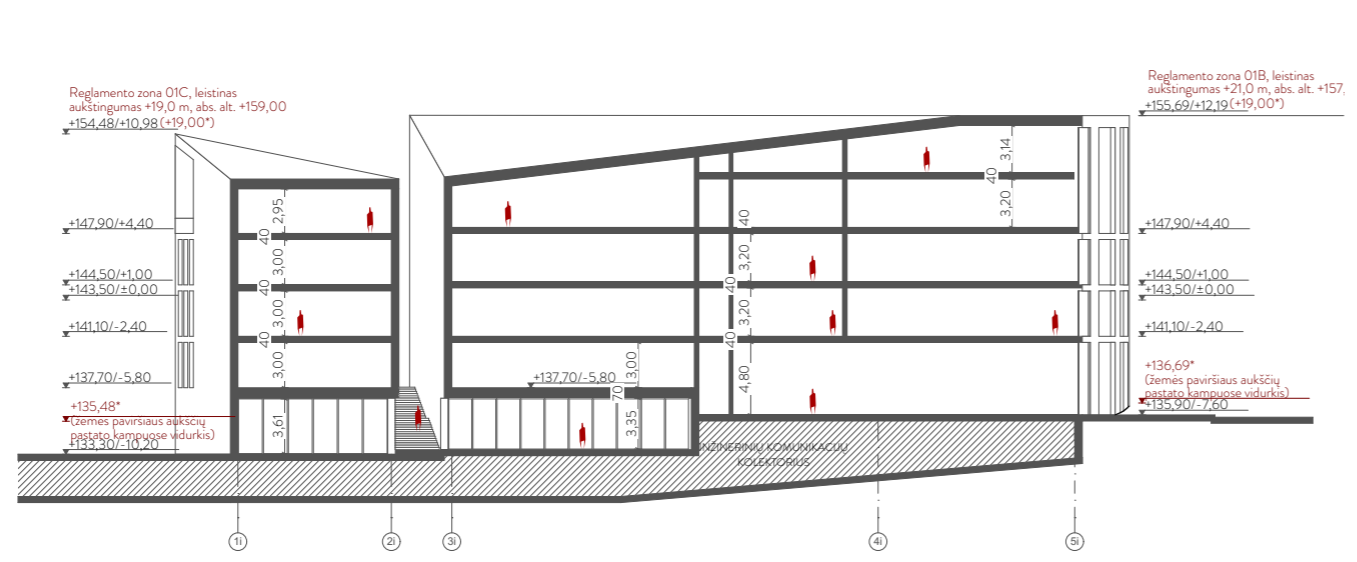 Reglamento zona 01C, leistinas
aukštingumas +19,0 m, abs. alt. +159,00
+154,48/+10,98 (+19,00*)
+147,90/+4,40
+144,50/+1,00
+143,50/±0,00
+141,10/-2,40
+137,70/-5,80
+135,48*
(žemės paviršiaus aukščių
pastato kampuose vidurkis)
+133,30/-10,20
2,95
40
3,00
40
3,00
40
3,00
3,61
+137,70/-5,80
3,00
70
3,35
40
3,20
40
3,20
40
4,80
3,14
40
3,20
INŽINERINIŲ KOMUNIKACIJŲ
KOLEKTORIUS
Reglamento zona 01B, leistinas
aukštingumas +21,0 m, abs. alt. +157,
+155,69/+12,19 (+19,00*)
+147,90/+4,40
+144,50/+1,00
+143,50/±0,00
+141,10/-2,40
+136,69*
(žemės paviršiaus aukščių
pastato kampuose vidurkis)
+135,90/-7,60
1i
2i
3i
4i
5i